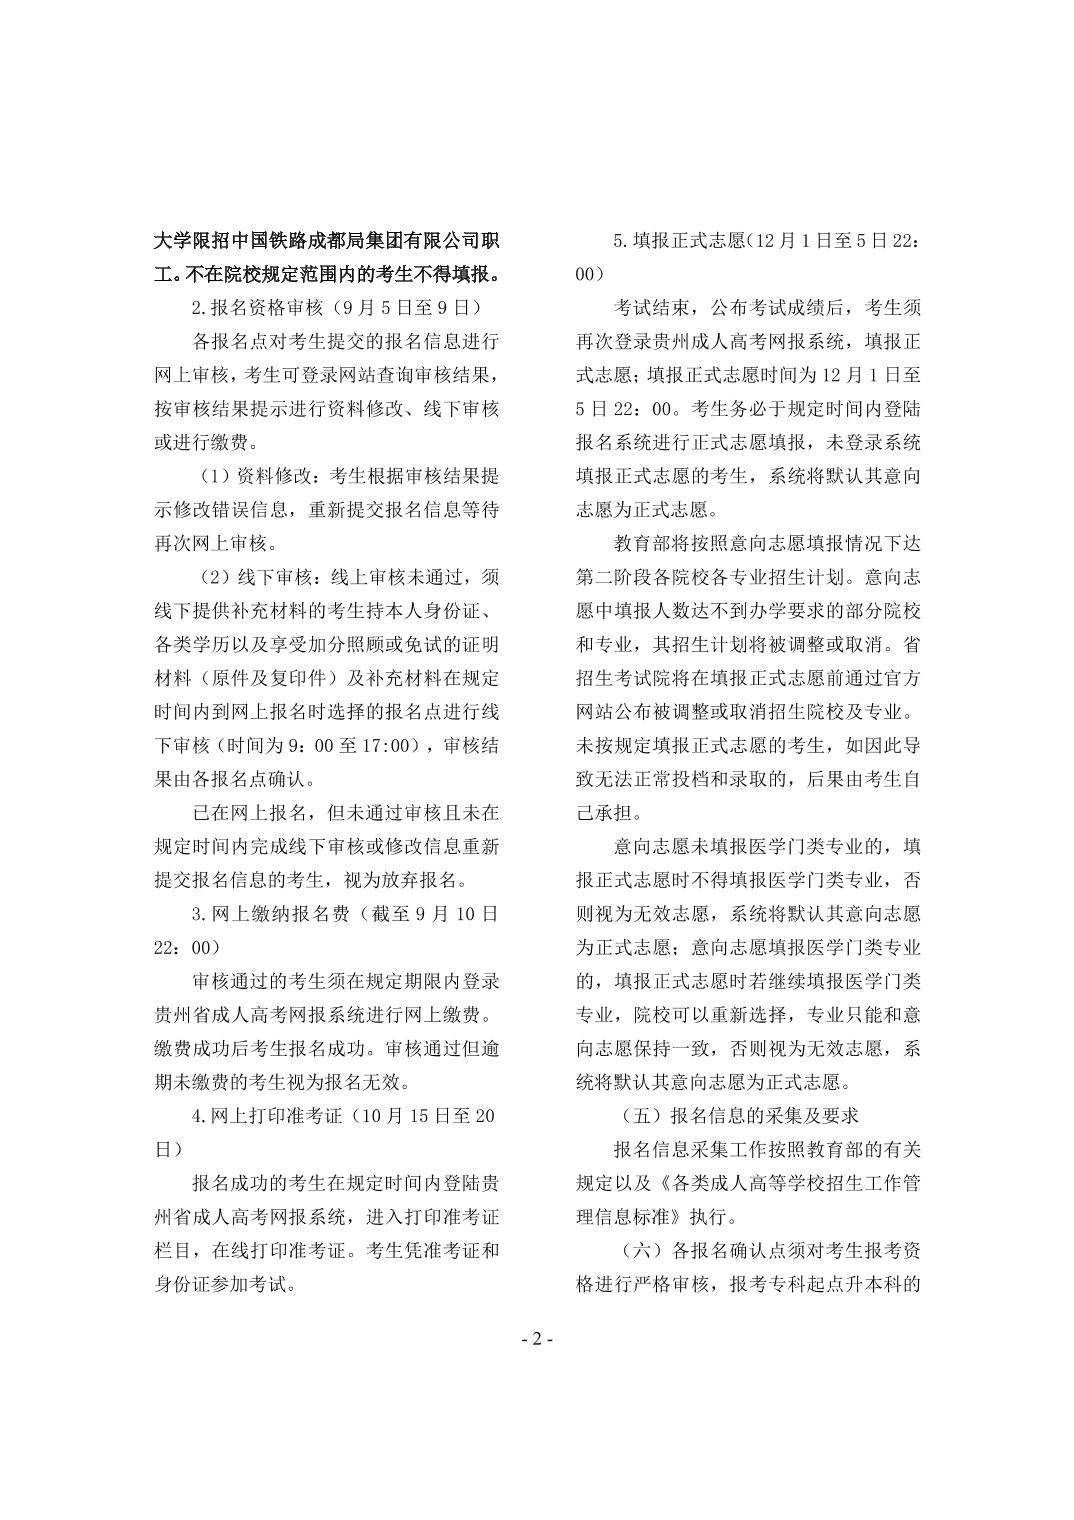 大学限招中国铁路成都局集团有限公司职
工。不在院校规定范围内的考生不得填报。
2.报名资格审核（9 月 5 日至 9 日）
各报名点对考生提交的报名信息进行
网上审核，考生可登录网站查询审核结果，
按审核结果提示进行资料修改、线下审核
或进行缴费。
（1）资料修改：考生根据审核结果提
示修改错误信息，重新提交报名信息等待
再次网上审核。
（2）线下审核：线上审核未通过，须
线下提供补充材料的考生持本人身份证、
各类学历以及享受加分照顾或免试的证明
材料（原件及复印件）及补充材料在规定
时间内到网上报名时选择的报名点进行线
下审核（时间为 9：00 至 17:00），审核结
果由各报名点确认。
已在网上报名，但未通过审核且未在
规定时间内完成线下审核或修改信息重新
提交报名信息的考生，视为放弃报名。
3.网上缴纳报名费（截至 9 月 10 日
22：00）
审核通过的考生须在规定期限内登录
贵州省成人高考网报系统进行网上缴费。
缴费成功后考生报名成功。审核通过但逾
期未缴费的考生视为报名无效。
4.网上打印准考证（10 月 15 日至 20
日）
报名成功的考生在规定时间内登陆贵
州省成人高考网报系统，进入打印准考证
栏目，在线打印准考证。考生凭准考证和
身份证参加考试。
5.填报正式志愿（12 月 1 日至 5 日 22：
00）
考试结束，公布考试成绩后，考生须
再次登录贵州成人高考网报系统，填报正
式志愿；填报正式志愿时间为 12 月 1 日至
5 日 22：00。考生务必于规定时间内登陆
报名系统进行正式志愿填报，未登录系统
填报正式志愿的考生，系统将默认其意向
志愿为正式志愿。
教育部将按照意向志愿填报情况下达
第二阶段各院校各专业招生计划。意向志
愿中填报人数达不到办学要求的部分院校
和专业，其招生计划将被调整或取消。省
招生考试院将在填报正式志愿前通过官方
网站公布被调整或取消招生院校及专业。
未按规定填报正式志愿的考生，如因此导
致无法正常投档和录取的，后果由考生自
己承担。
意向志愿未填报医学门类专业的，填
报正式志愿时不得填报医学门类专业，否
则视为无效志愿，系统将默认其意向志愿
为正式志愿；意向志愿填报医学门类专业
的，填报正式志愿时若继续填报医学门类
专业，院校可以重新选择，专业只能和意
向志愿保持一致，否则视为无效志愿，系
统将默认其意向志愿为正式志愿。
（五）报名信息的采集及要求
报名信息采集工作按照教育部的有关
规定以及《各类成人高等学校招生工作管
理信息标准》执行。
（六）各报名确认点须对考生报考资
格进行严格审核，报考专科起点升本科的
- 2 -